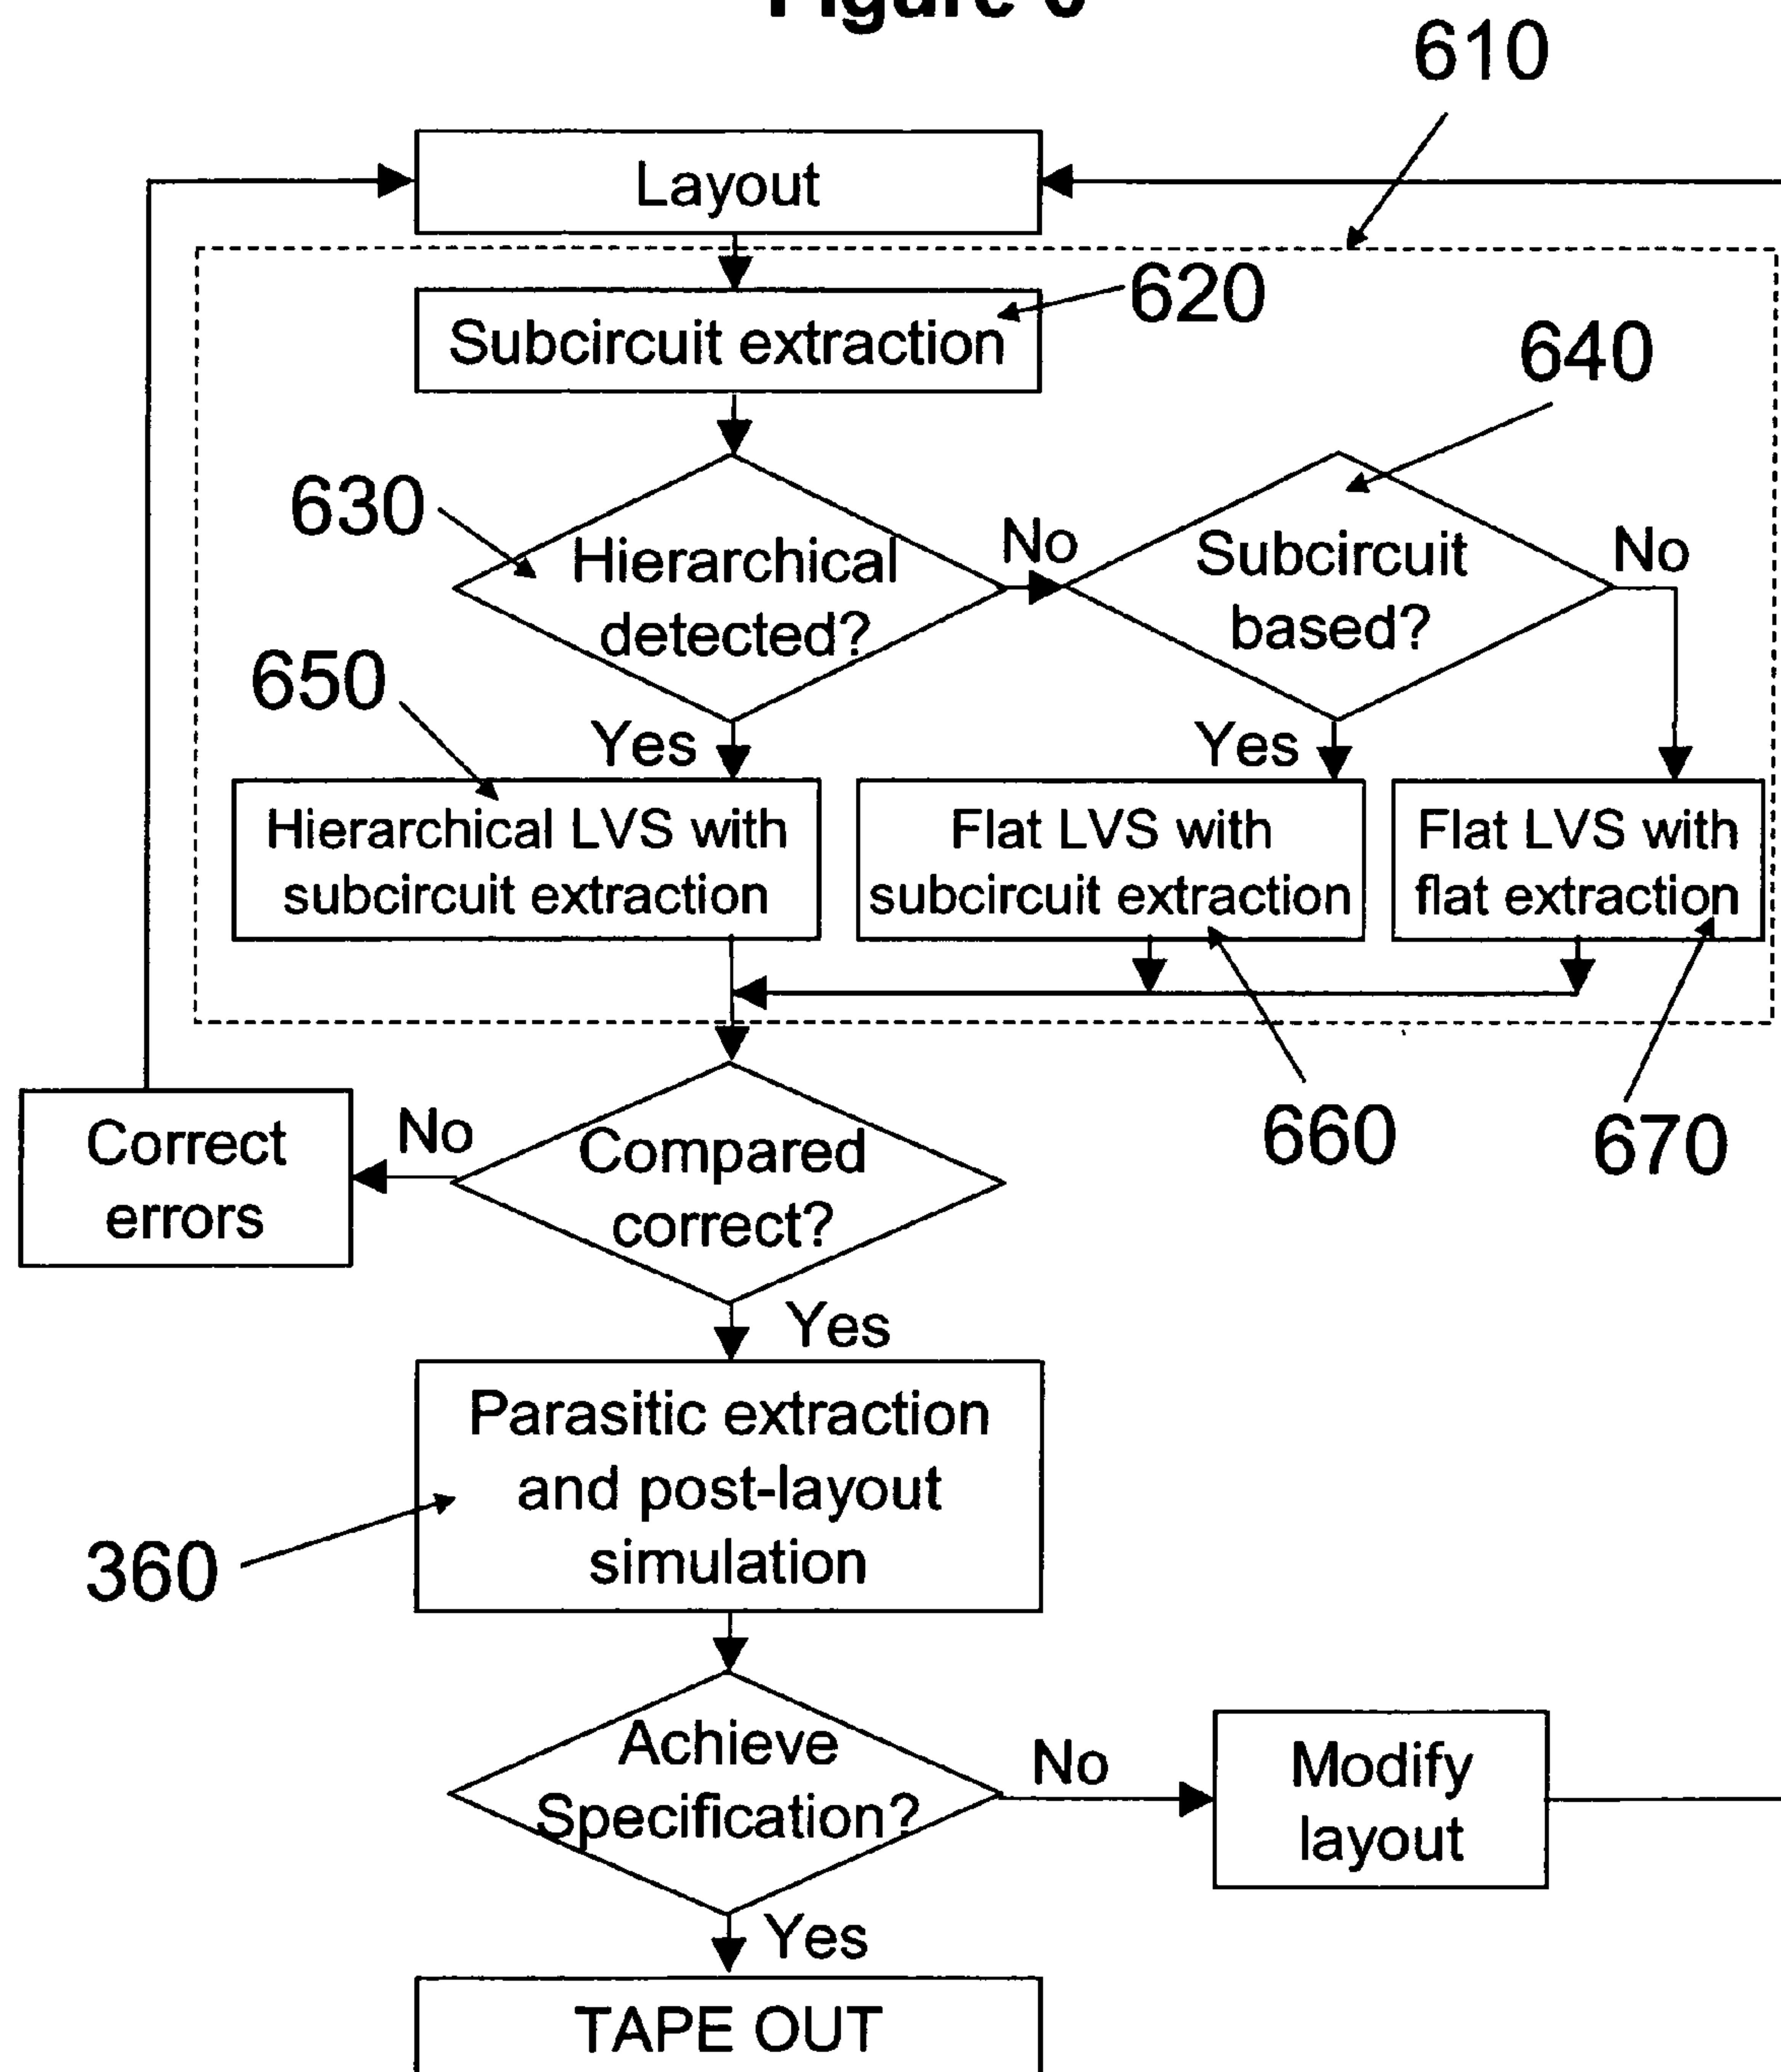 610
Layout
Subcircuit extraction
620
640
630
Hierarchical
detected?
No
Subcircuit
based?
No
650
Yes
Yes
Hierarchical LVS with
subcircuit extraction
Flat LVS with
subcircuit extraction
Flat LVS with
flat extraction
660
670
Correct
errors
No
Compared
correct?
Yes
Parasitic extraction
and post-layout
simulation
360
Achieve
Specification?
No
Modify
layout
Yes
TAPE OUT